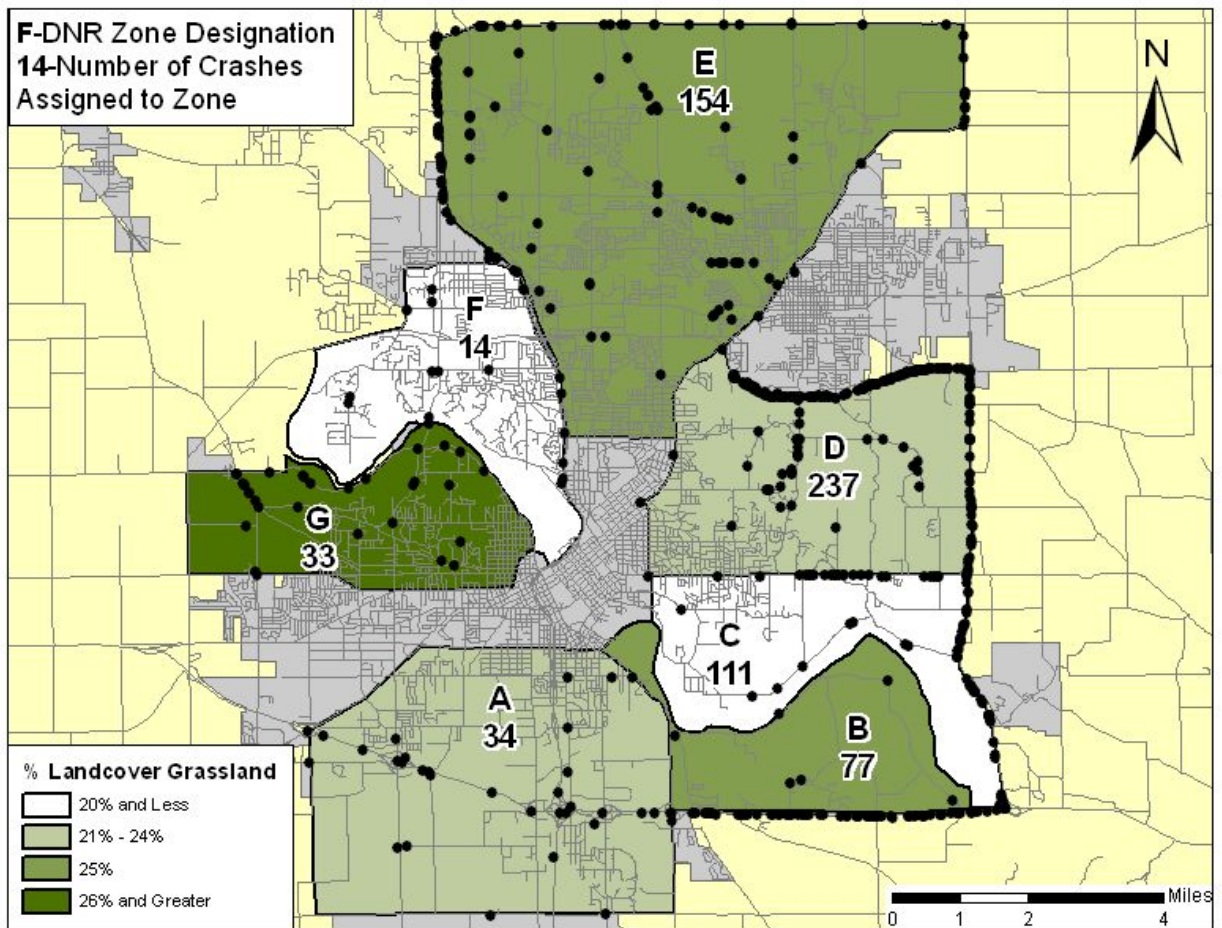 F-DNR Zone Designation
14-Number of Crashes
Assigned to Zone
N
E
154
F
14
D
237
G
33
C
111
A
34
B
77
% Landcover Grassland
20% and Less
21% - 24%
25%
26% and Greater
Miles
0 1 2 4